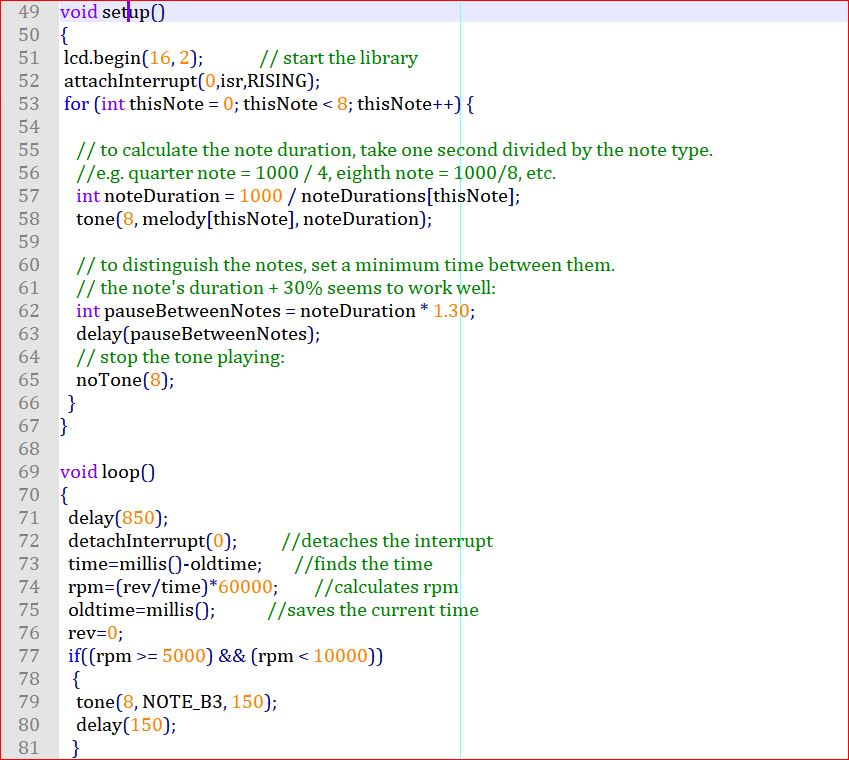 49 void setup()
50 {
51 lcd.begin(16, 2); // start the library
52 attachInterrupt(0,isr,RISING);
53 for (int thisNote = 0; thisNote < 8; thisNote++) {
54
55 // to calculate the note duration, take one second divided by the note type.
56 //e.g. quarter note = 1000 / 4, eighth note = 1000/8, etc.
57 int noteDuration = 1000 / noteDurations[thisNote];
58 tone(8, melody[thisNote], noteDuration);
59
60 // to distinguish the notes, set a minimum time between them.
61 // the note's duration + 30% seems to work well:
62 int pauseBetweenNotes = noteDuration * 1.30;
63 delay(pauseBetweenNotes);
64 // stop the tone playing:
65 noTone(8);
66 }
67 }
68
69 void loop()
70 {
71 delay(850);
72 detachInterrupt(0); //detaches the interrupt
73 time=millis()-oldtime; //finds the time
74 rpm=(rev/time)*60000; //calculates rpm
75 oldtime=millis(); //saves the current time
76 rev=0;
77 if((rpm >= 5000) && (rpm < 10000))
78 {
79 tone(8, NOTE_B3, 150);
80 delay(150);
81 }